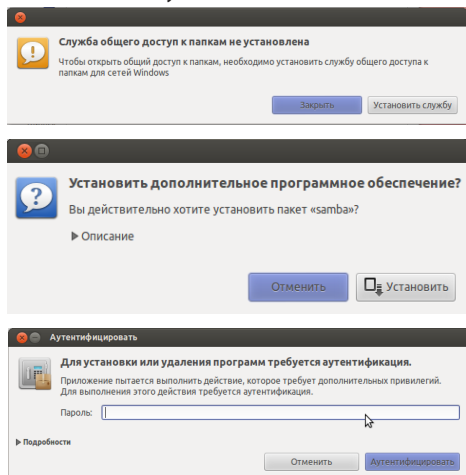 Служба общего доступ к папкам не установлена
Чтобы открыть общий доступ к папкам, необходимо установить службу общего доступа к
папкам для сетей Windows
Закрыть
Установить службу
Установить дополнительное программное обеспечение?
Вы действительно хотите установить пакет «samba»?
Описание
Отменить
Установить
Аутентифицировать
Для установки или удаления программ требуется аутентификация.
Приложение пытается выполнить действие, которое требует дополнительных привилегий.
Для выполнения этого действия требуется аутентификация.
Пароль:
Подробности
Отменить
Аутентифицировать